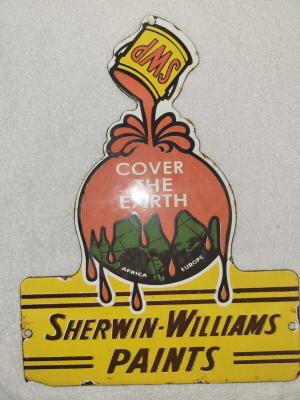 SWP
COVER
THE
EARTH
AFRICA
EUROPE
SHERWIN-WILLIAMS
PAINTS